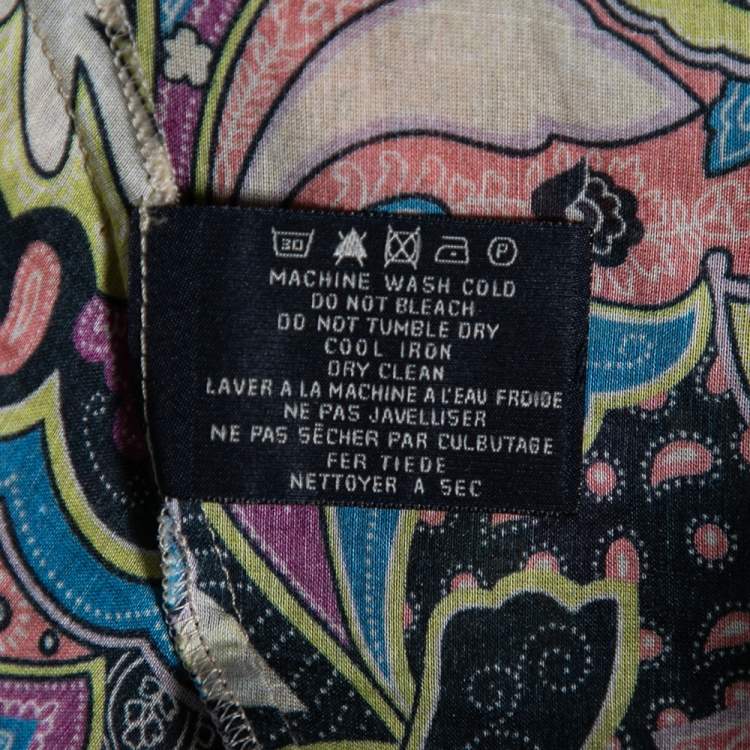 30 P
MACHINE WASH COLD
DO NOT BLEACH
DO NOT TUMBLE DRY
COOL IRON
DRY CLEAN
LAVER A LA MACHINE A L'EAU FROIDE
NE PAS JAVELLISER
NE PAS SÊCHER PAR CULBUTAGE
FER TIEDE
NETTOYER A SEC